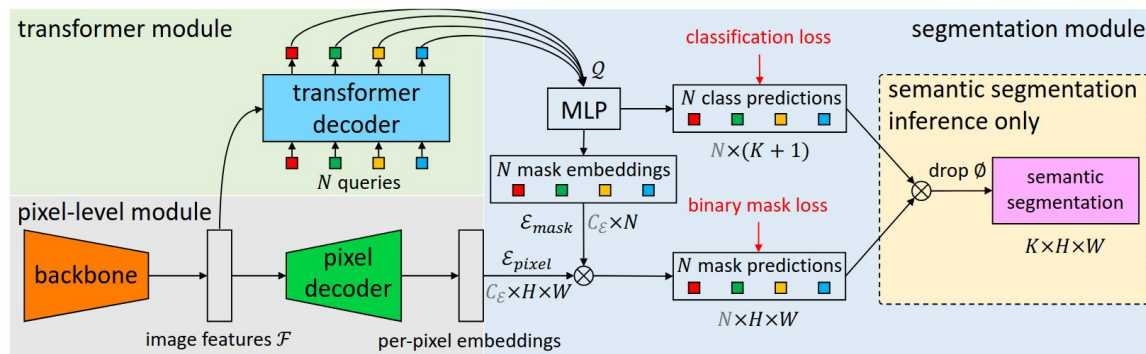 transformer module
transformer
decoder
N queries
pixel-level module
backbone
image features ℱ
pixel
decoder
per-pixel embeddings
segmentation module
𝒬
MLP
N mask embeddings
ℰmask
C_ℰ×N
ℰpixel
C_ℰ×H×W
classification loss
N class predictions
N×(K + 1)
binary mask loss
N mask predictions
N×H×W
semantic segmentation
inference only
drop ∅
semantic
segmentation
K×H×W